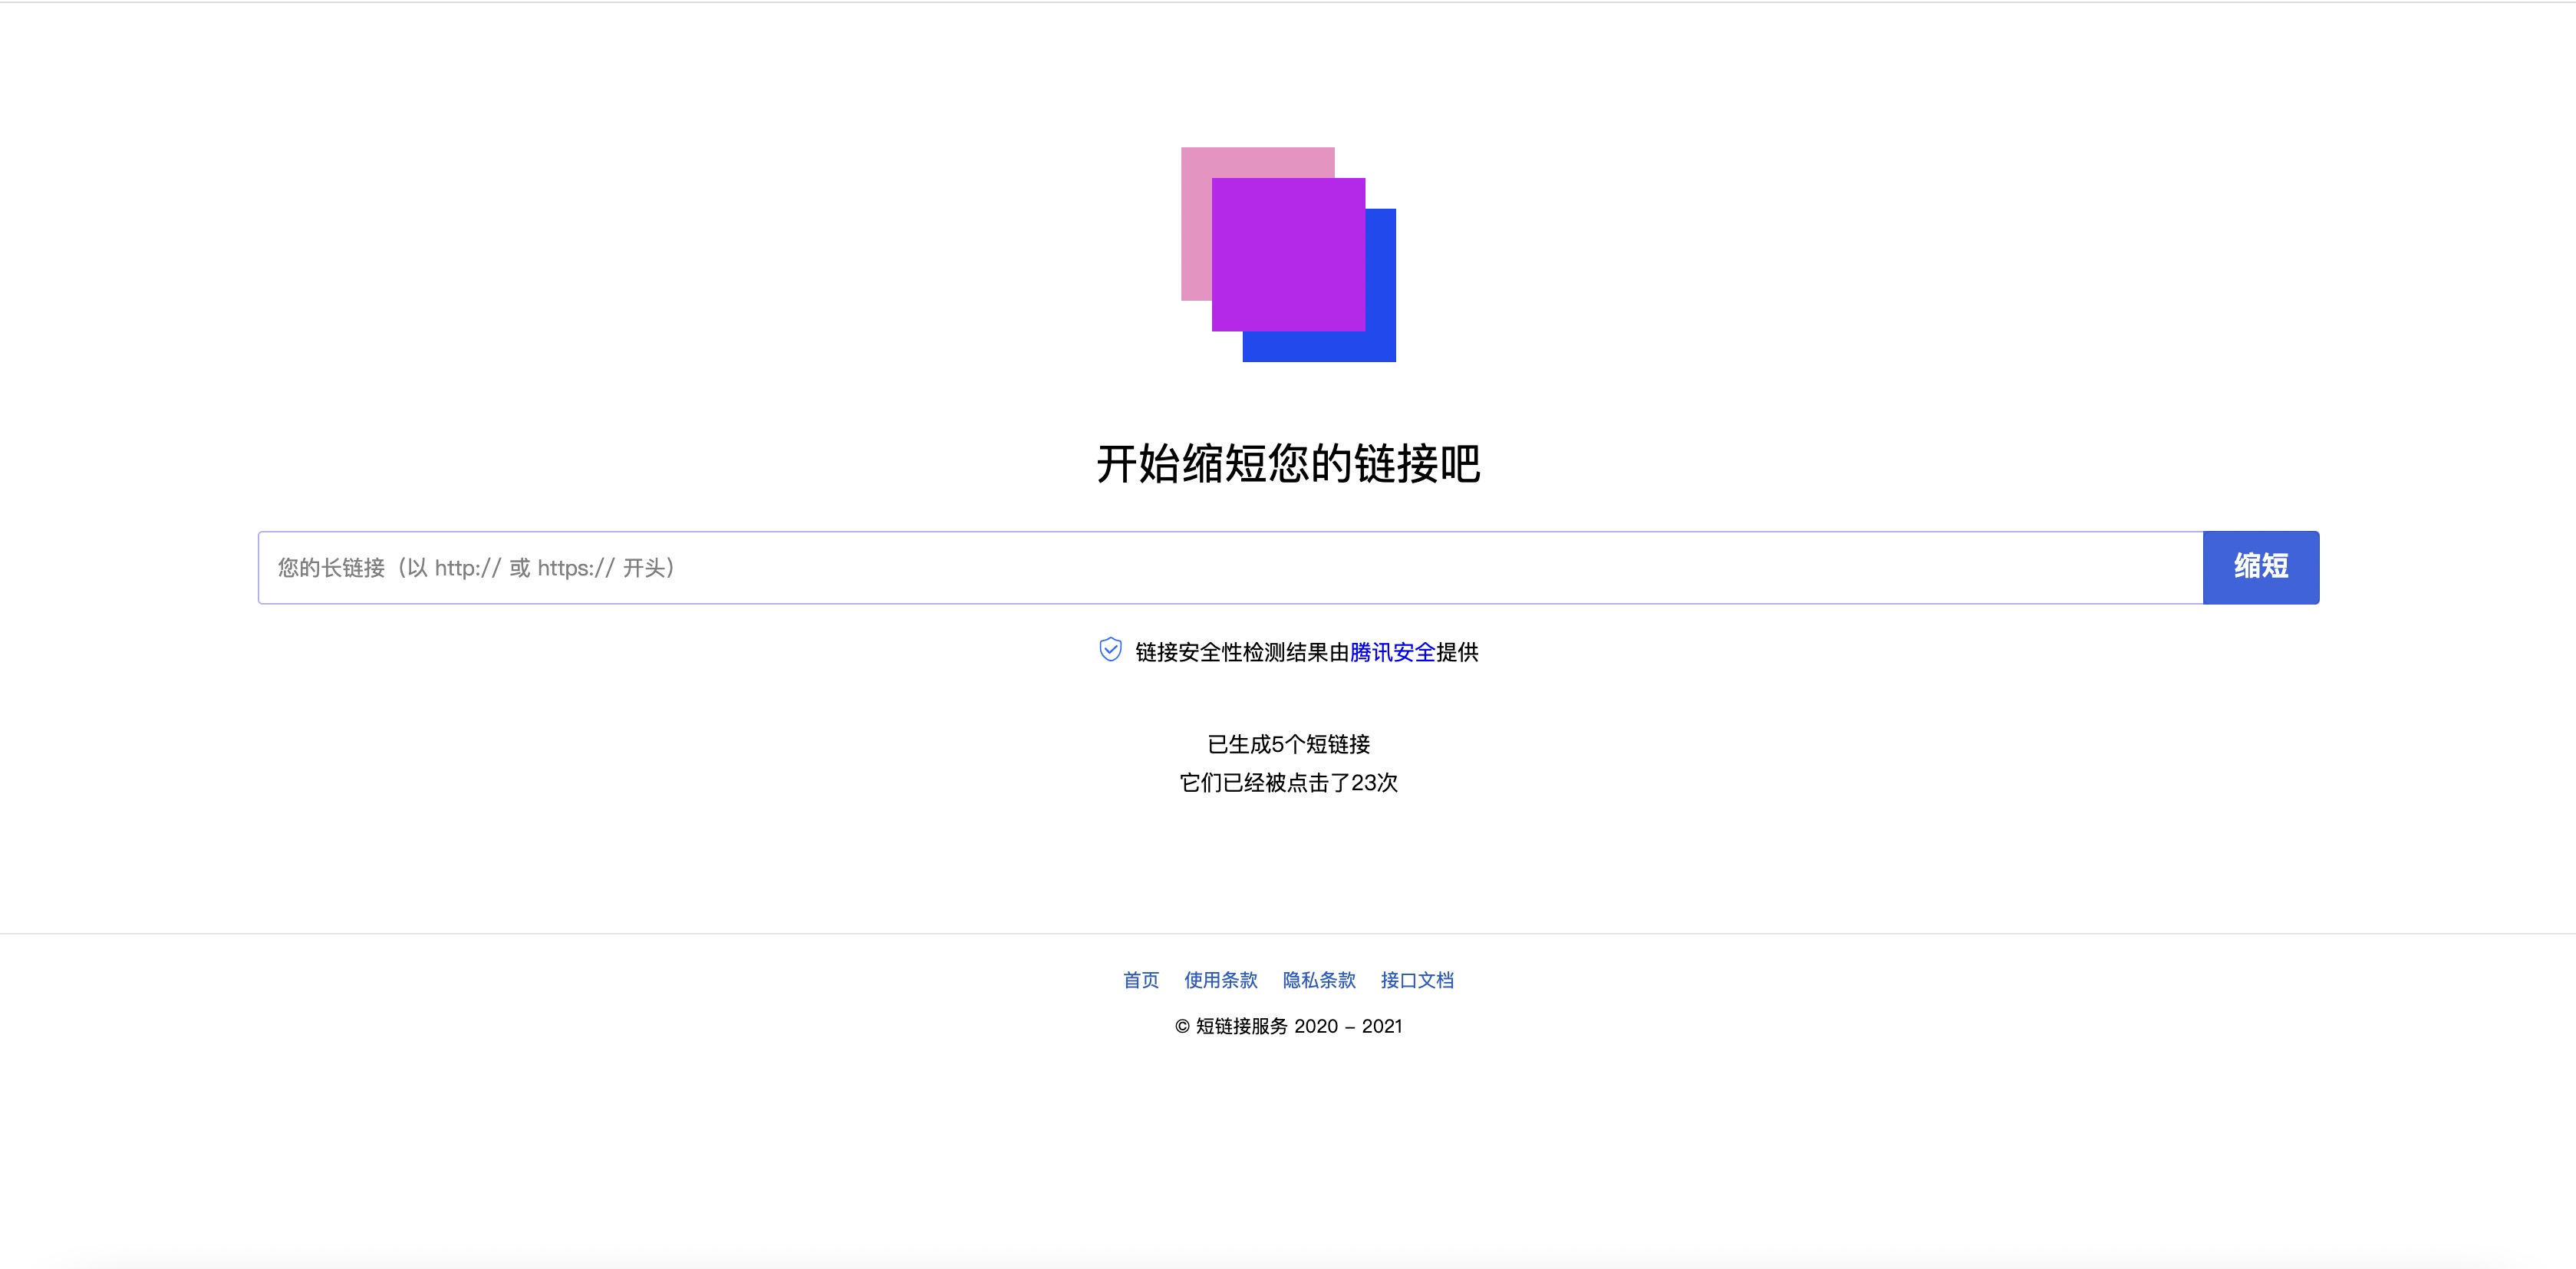 开始缩短您的链接吧
您的长链接（以 http:// 或 https:// 开头） 缩短
链接安全性检测结果由腾讯安全提供
已生成5个短链接
它们已经被点击了23次
首页 使用条款 隐私条款 接口文档
© 短链接服务 2020 – 2021